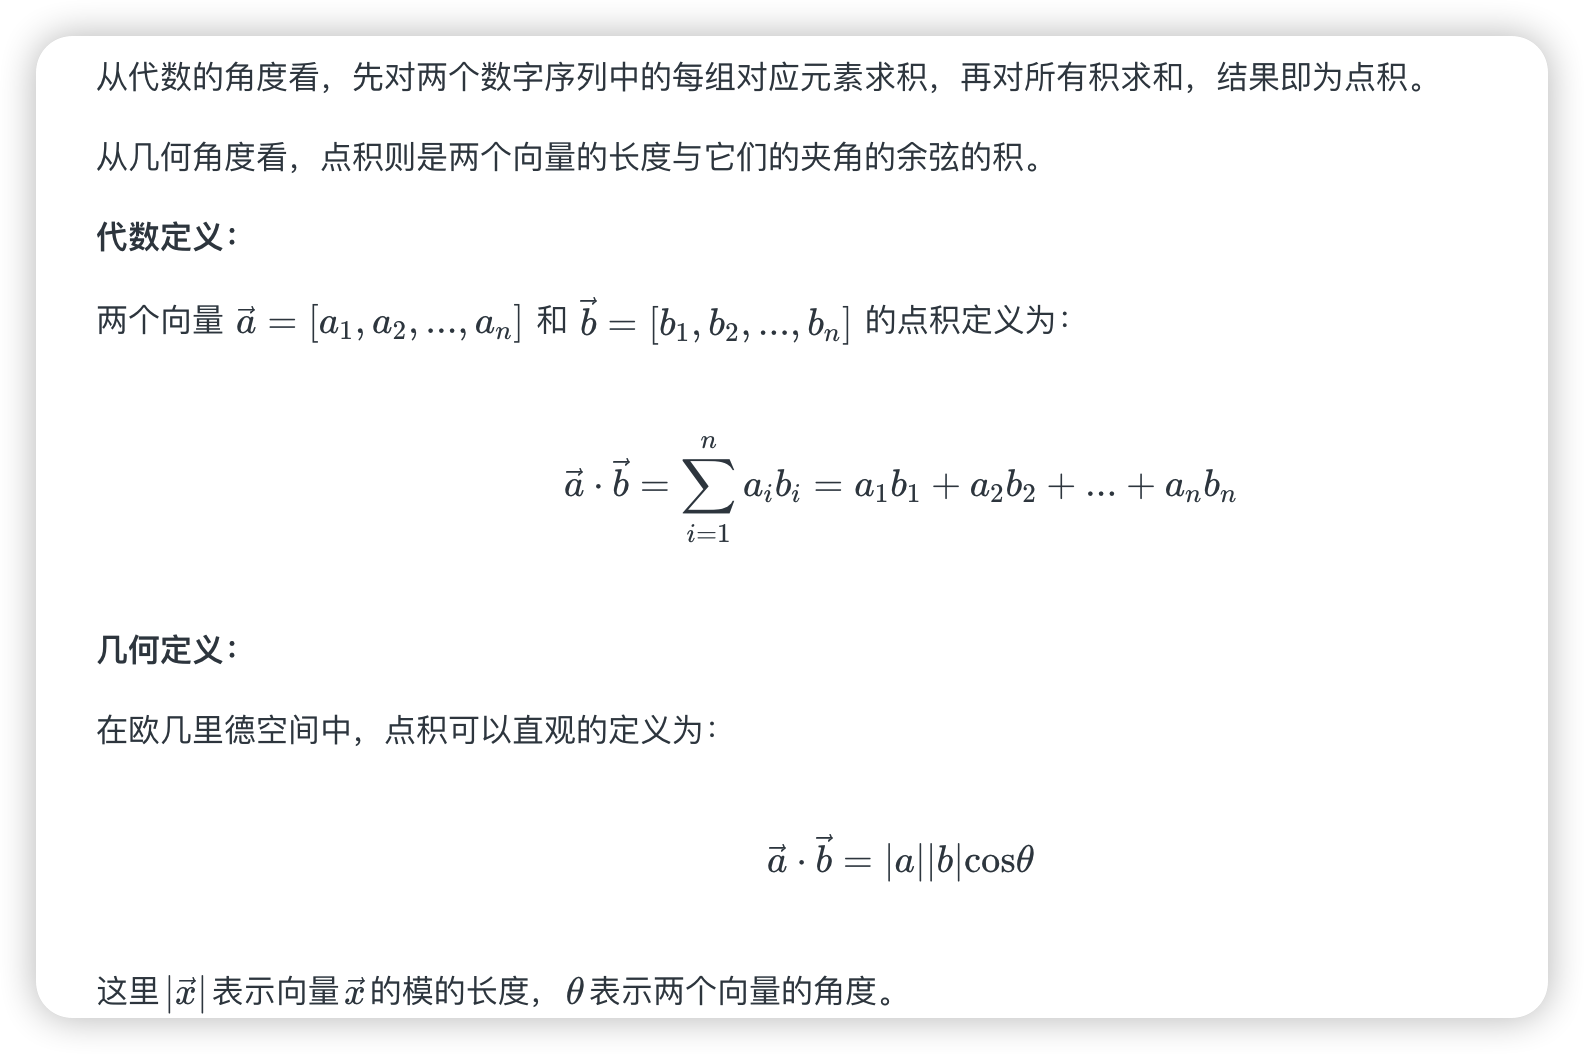 从代数的角度看，先对两个数字序列中的每组对应元素求积，再对所有积求和，结果即为点积。
从几何角度看，点积则是两个向量的长度与它们的夹角的余弦的积。
代数定义：
两个向量 $\vec{a} = [a_1, a_2, ..., a_n]$ 和 $\vec{b} = [b_1, b_2, ..., b_n]$ 的点积定义为：
$\vec{a} \cdot \vec{b} = \sum_{i=1}^{n} a_i b_i = a_1 b_1 + a_2 b_2 + ... + a_n b_n$
几何定义：
在欧几里德空间中，点积可以直观的定义为：
$\vec{a} \cdot \vec{b} = |a||b|\cos\theta$
这里 $|\vec{x}|$ 表示向量 $\vec{x}$ 的模的长度，$\theta$ 表示两个向量的角度。